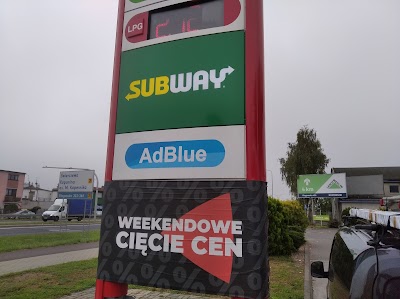 LPG
SUBWAY
AdBlue
WEEKENDOWE
CIĘCIE CEN